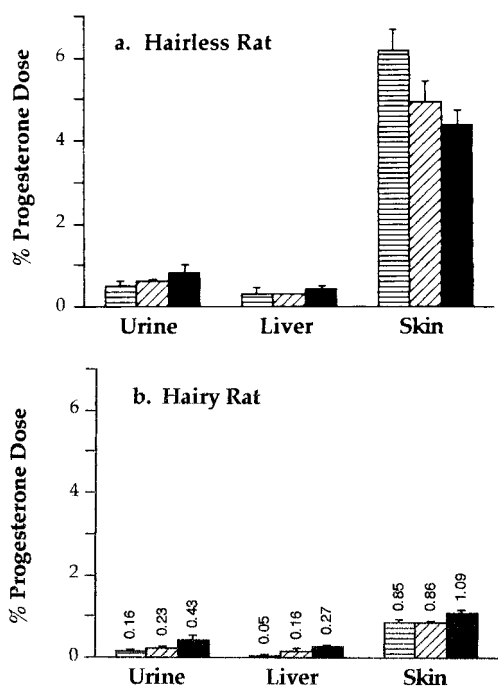 a. Hairless Rat
% Progesterone Dose
6
4
2
0
Urine Liver Skin
b. Hairy Rat
% Progesterone Dose
6
4
2
0
0.16 0.23 0.43 0.05 0.16 0.27 0.85 0.86 1.09
Urine Liver Skin